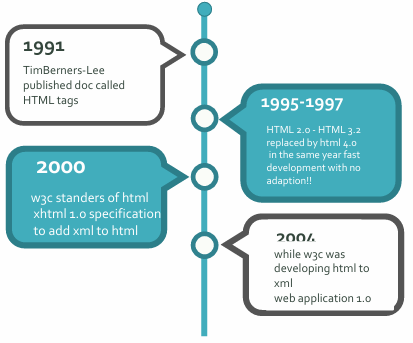 1991
TimBerners-Lee
published doc called
HTML tags
1995-1997
HTML 2.0 - HTML 3.2
replaced by html 4.0
in the same year fast
development with no
adaption!!
2000
w3c standers of html
xhtml 1.0 specification
to add xml to html
2004
while w3c was
developing html to
xml
web application 1.0